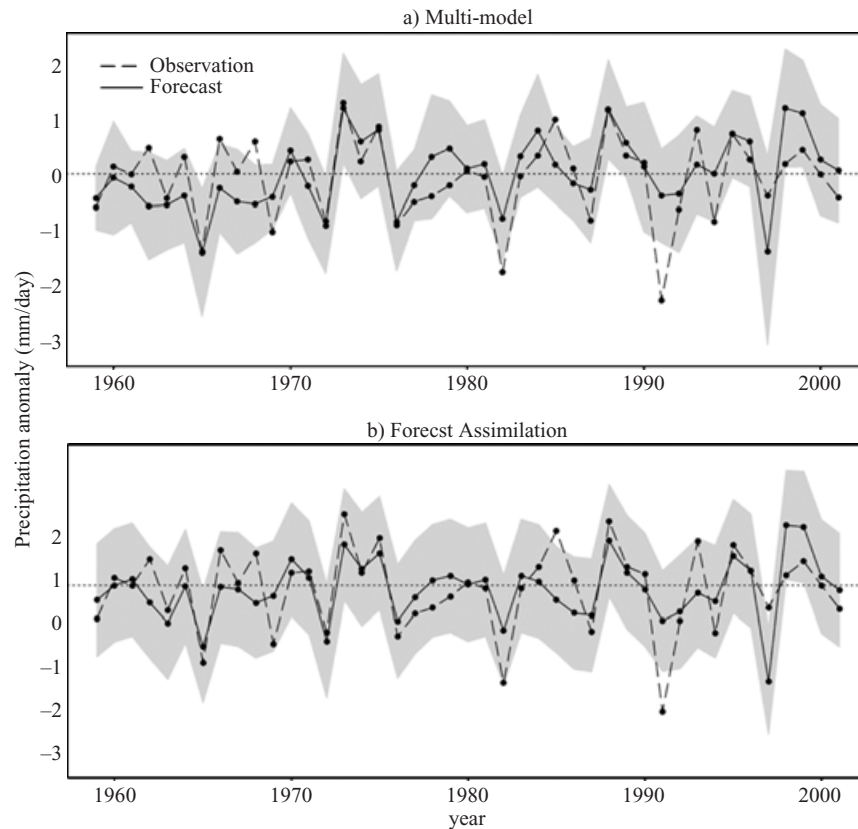 a) Multi-model
2
1
0
−1
−2
−3
Observation
Forecast
1960 1970 1980 1990 2000
Precipitation anomaly (mm/day)
b) Forecst Assimilation
2
1
0
−1
−2
−3
1960 1970 1980 1990 2000
year